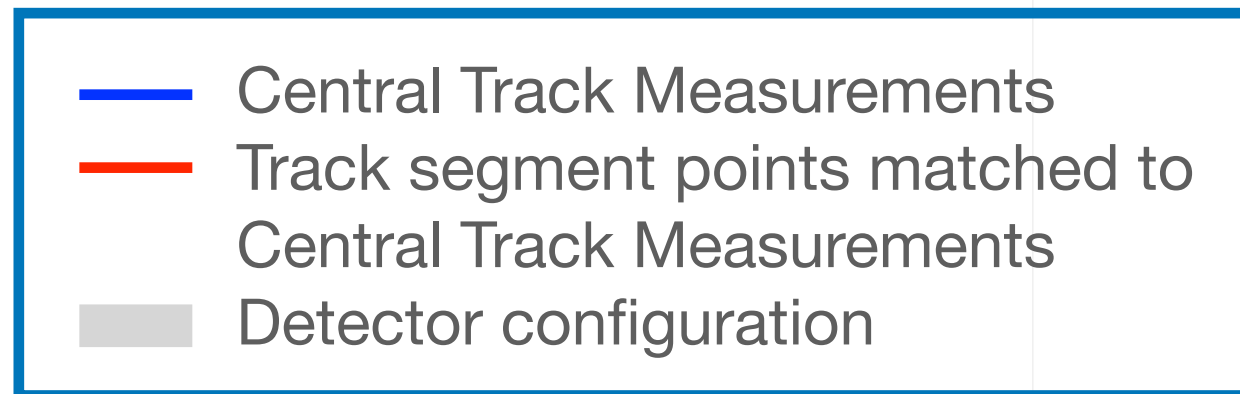 Central Track Measurements
Track segment points matched to
Central Track Measurements
Detector configuration